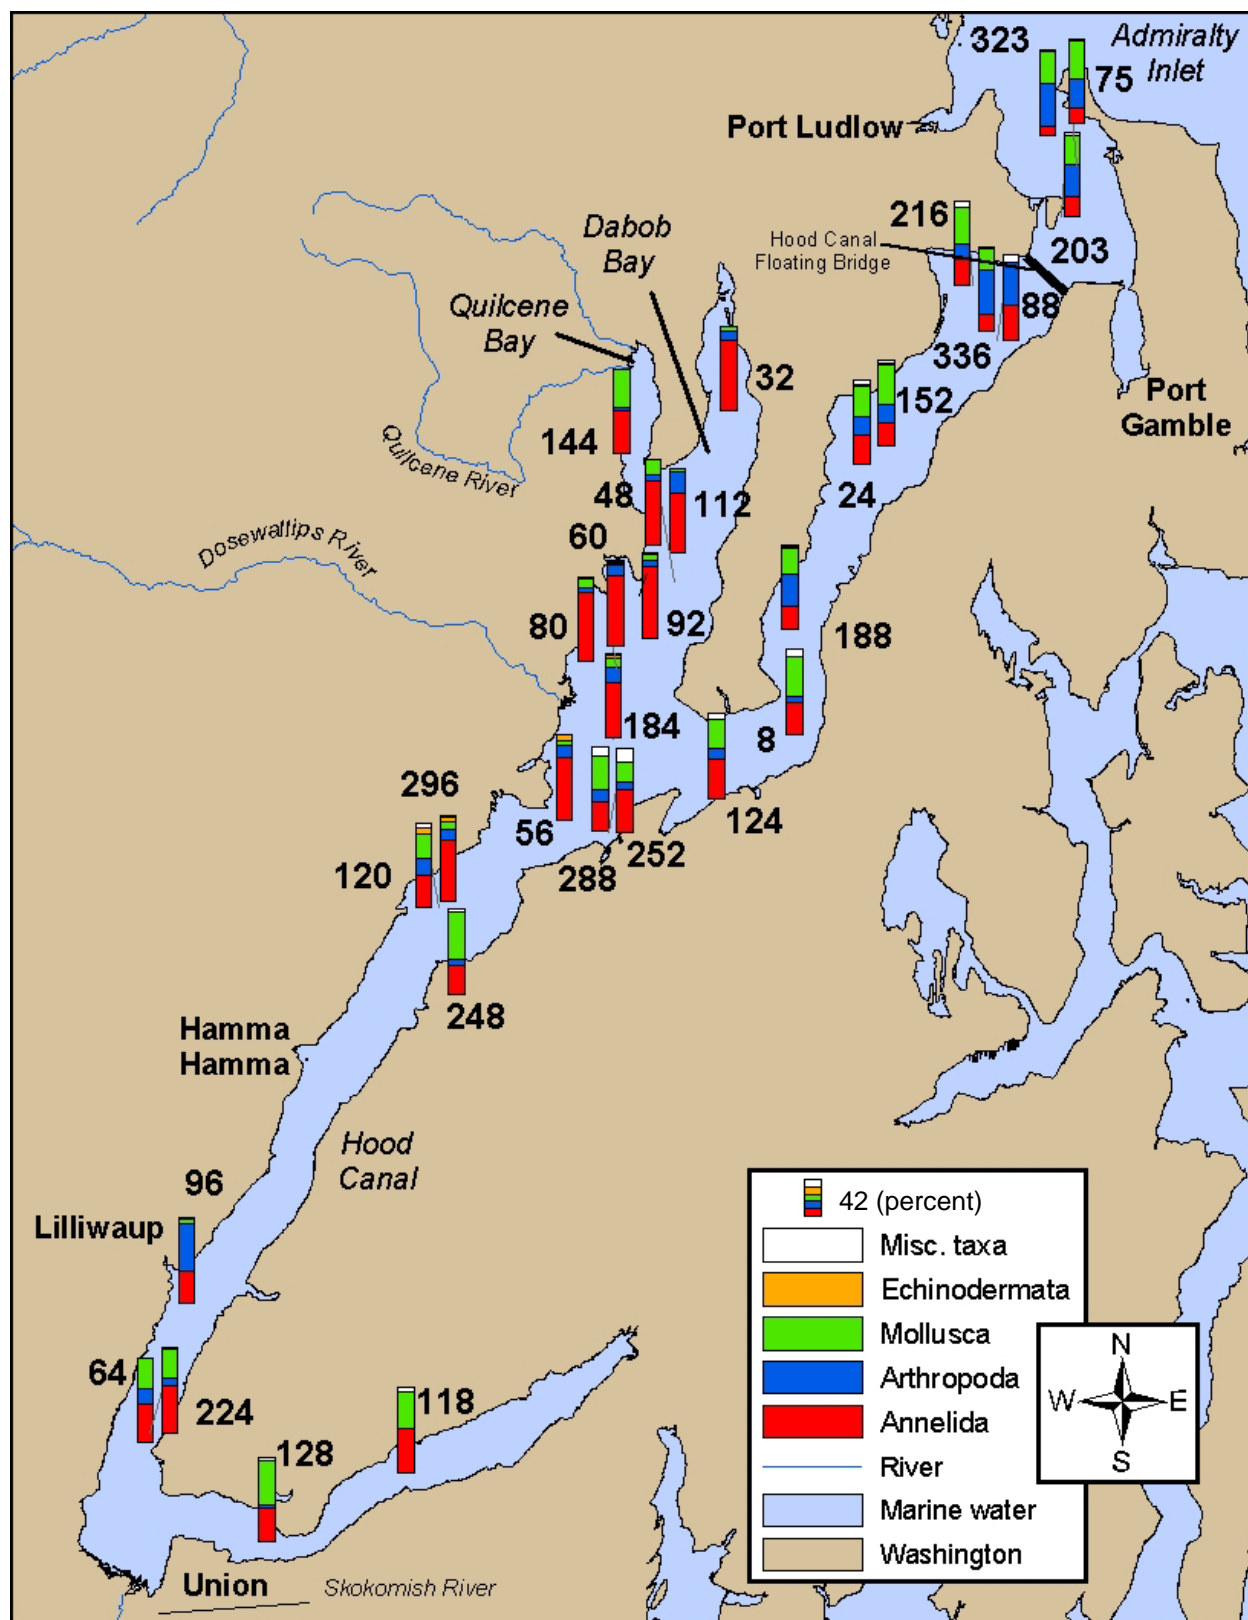 323
Admiralty
Inlet
75
Port Ludlow
216
Hood Canal
Floating Bridge
203
88
336
Dabob
Bay
Quilcene
Bay
32
152
Port
Gamble
144
Quilcene River
24
48
112
60
Dosewallips River
80
92
188
184
8
296
56
124
252
288
120
248
Hamma
Hamma
Hood
Canal
96
Lilliwaup
64
224
118
128
Union
Skokomish River
42 (percent)
Misc. taxa
Echinodermata
Mollusca
Arthropoda
Annelida
River
Marine water
Washington
N
W
E
S